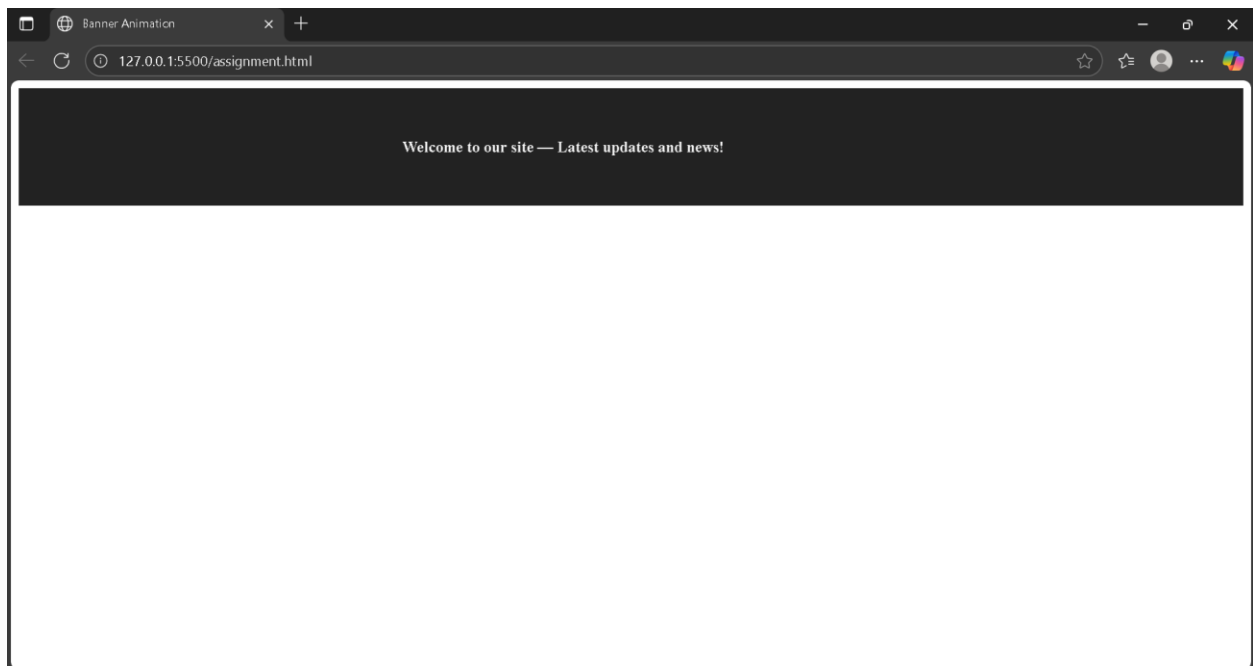 Banner Animation
127.0.0.1:5500/assignment.html
Welcome to our site — Latest updates and news!